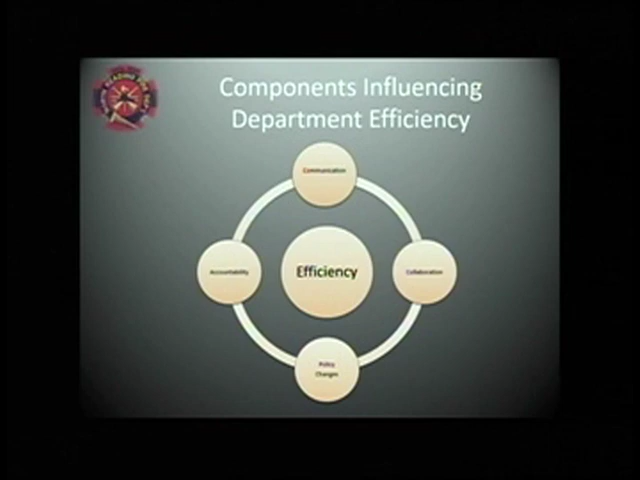 Components Influencing
Department Efficiency
Communication
Accountability
Efficiency
Collaboration
Policy
Changes